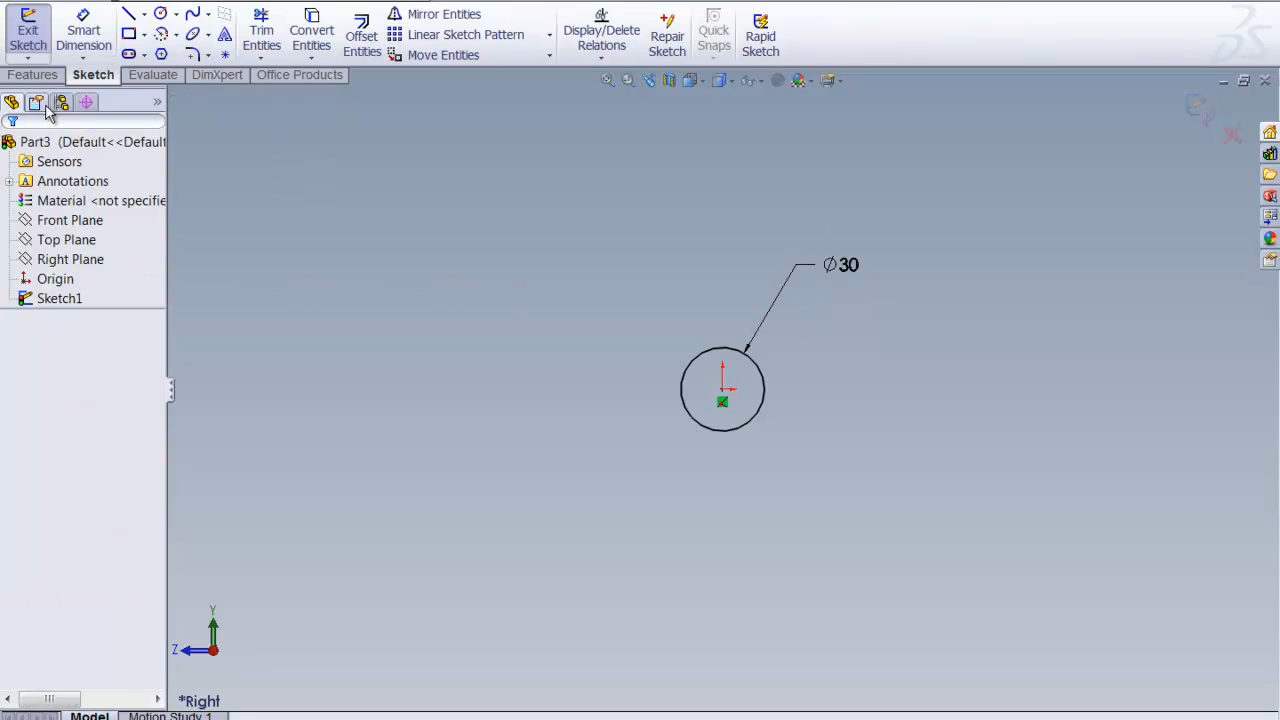 Exit Sketch
Smart Dimension
Trim Entities
Convert Entities
Offset Entities
Mirror Entities
Linear Sketch Pattern
Move Entities
Display/Delete Relations
Repair Sketch
Quick Snaps
Rapid Sketch
Features
Sketch
Evaluate
DimXpert
Office Products
Part3 (Default<<Default
Sensors
Annotations
Material <not specifie
Front Plane
Top Plane
Right Plane
Origin
Sketch1
∅30
Y
Z
*Right
Model
Motion Study 1